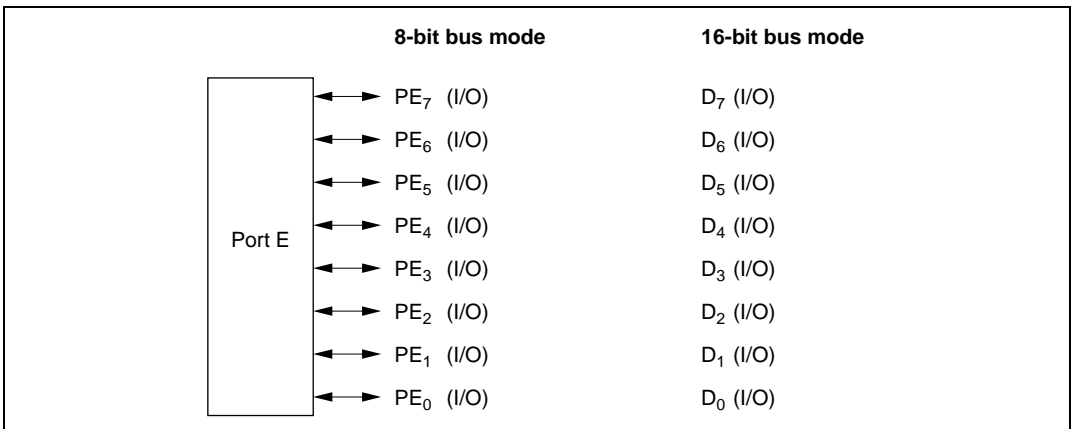 8-bit bus mode 16-bit bus mode
PE7 (I/O) D7 (I/O)
PE6 (I/O) D6 (I/O)
PE5 (I/O) D5 (I/O)
PE4 (I/O) D4 (I/O)
Port E
PE3 (I/O) D3 (I/O)
PE2 (I/O) D2 (I/O)
PE1 (I/O) D1 (I/O)
PE0 (I/O) D0 (I/O)